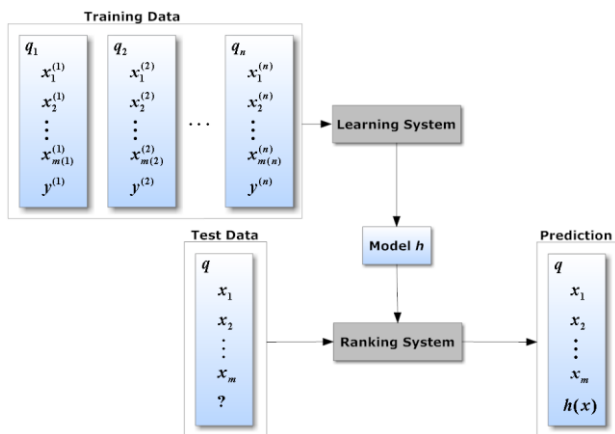 Training Data
q₁
x₁⁽¹⁾
x₂⁽¹⁾
⋮
x₍ₘ₍₁₎₎⁽¹⁾
y⁽¹⁾
q₂
x₁⁽²⁾
x₂⁽²⁾
⋮
x₍ₘ₍₂₎₎⁽²⁾
y⁽²⁾
...
qₙ
x₁⁽ⁿ⁾
x₂⁽ⁿ⁾
⋮
x₍ₘ₍ₙ₎₎⁽ⁿ⁾
y⁽ⁿ⁾
Learning System
Model h
Test Data
q
x₁
x₂
⋮
xₘ
?
Ranking System
Prediction
q
x₁
x₂
⋮
xₘ
h(x)